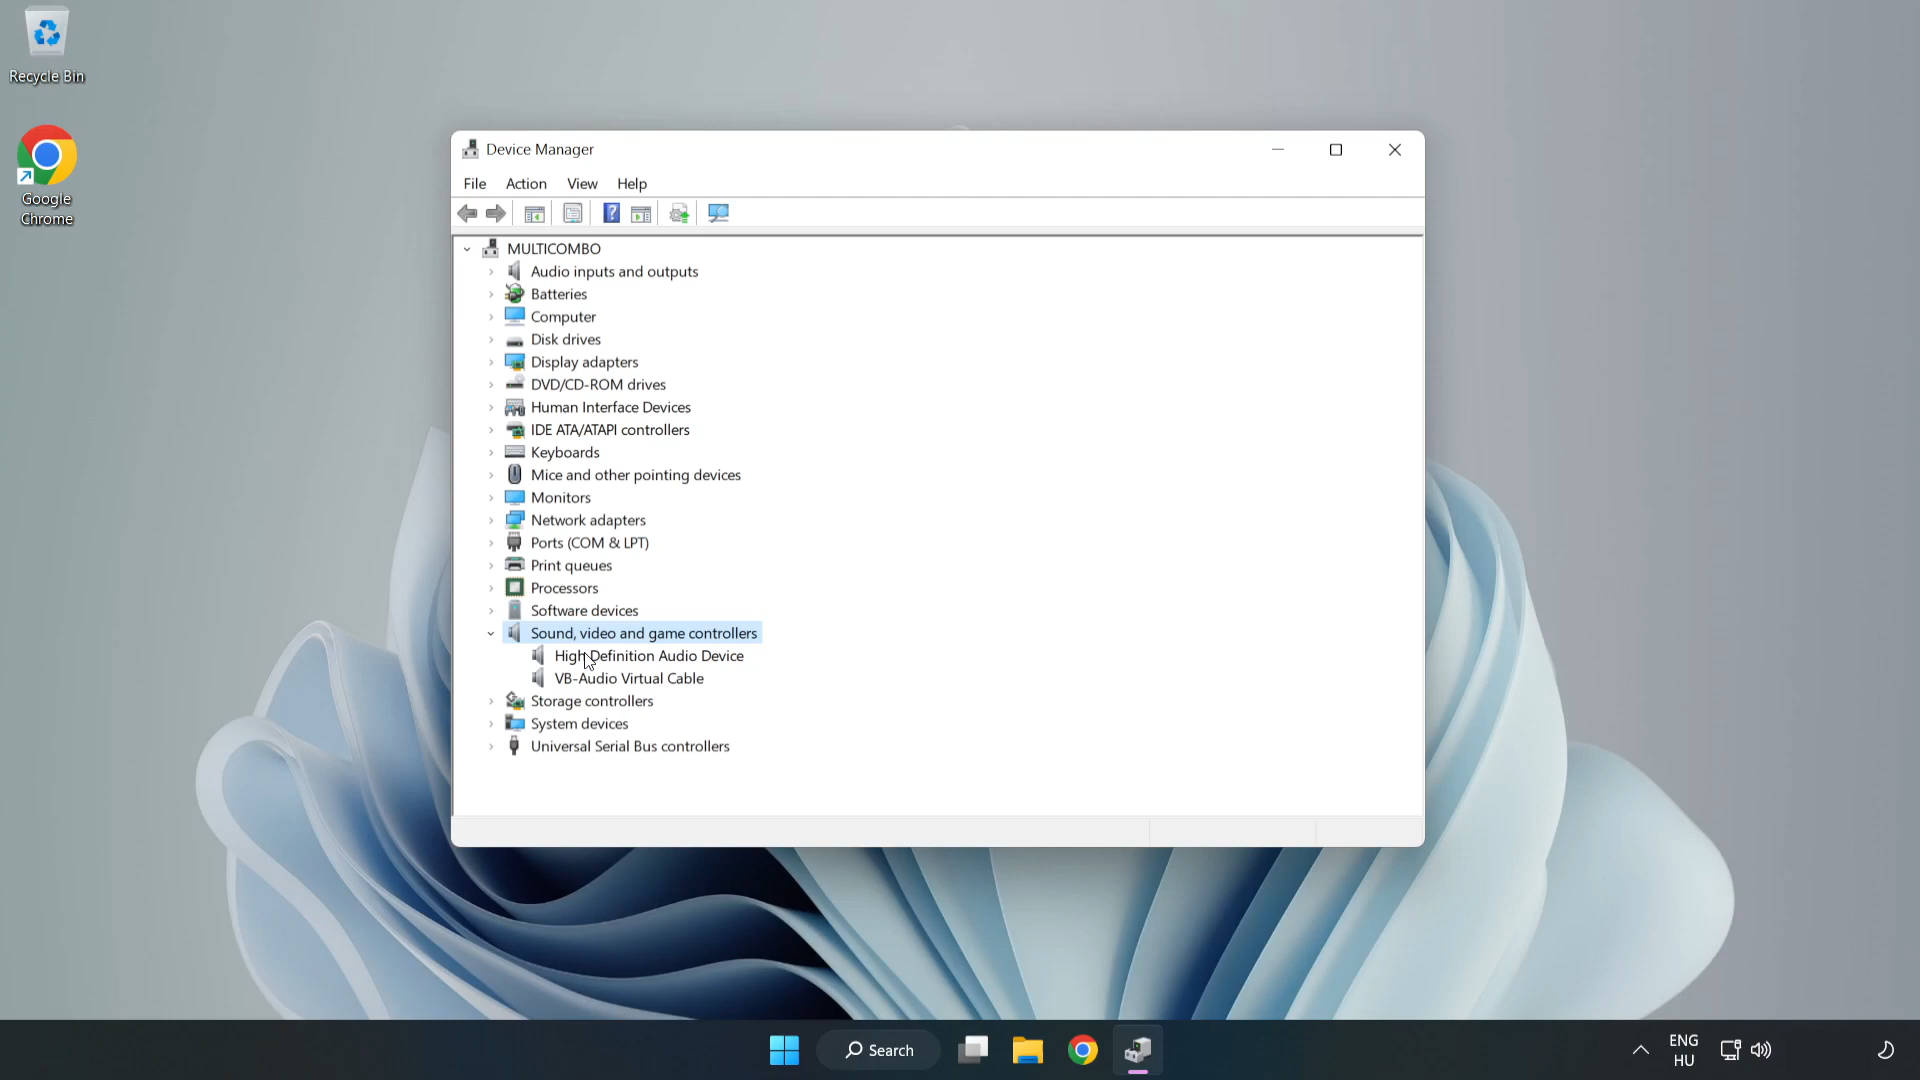 Recycle Bin
Google
Chrome
Device Manager
File Action View Help
MULTICOMBO
Audio inputs and outputs
Batteries
Computer
Disk drives
Display adapters
DVD/CD-ROM drives
Human Interface Devices
IDE ATA/ATAPI controllers
Keyboards
Mice and other pointing devices
Monitors
Network adapters
Ports (COM & LPT)
Print queues
Processors
Software devices
Sound, video and game controllers
High Definition Audio Device
VB-Audio Virtual Cable
Storage controllers
System devices
Universal Serial Bus controllers
Search
ENG
HU